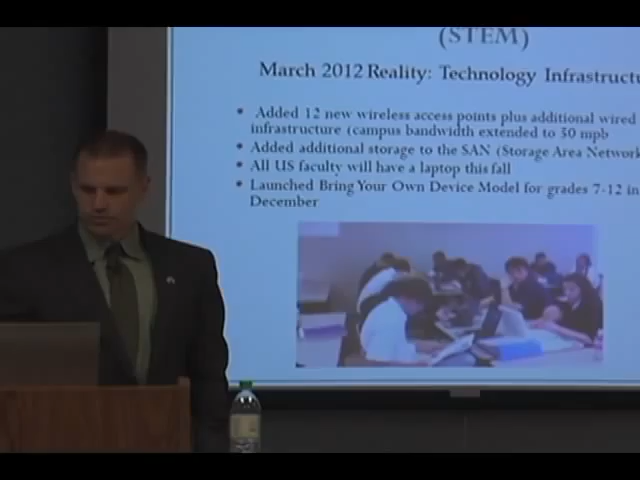 (STEM)
March 2012 Reality: Technology Infrastructu
• Added 12 new wireless access points plus additional wired
infrastructure (campus bandwidth extended to 50 mpb
• Added additional storage to the SAN (Storage Area Network
• All US faculty will have a laptop this fall
• Launched Bring Your Own Device Model for grades 7-12 in
December